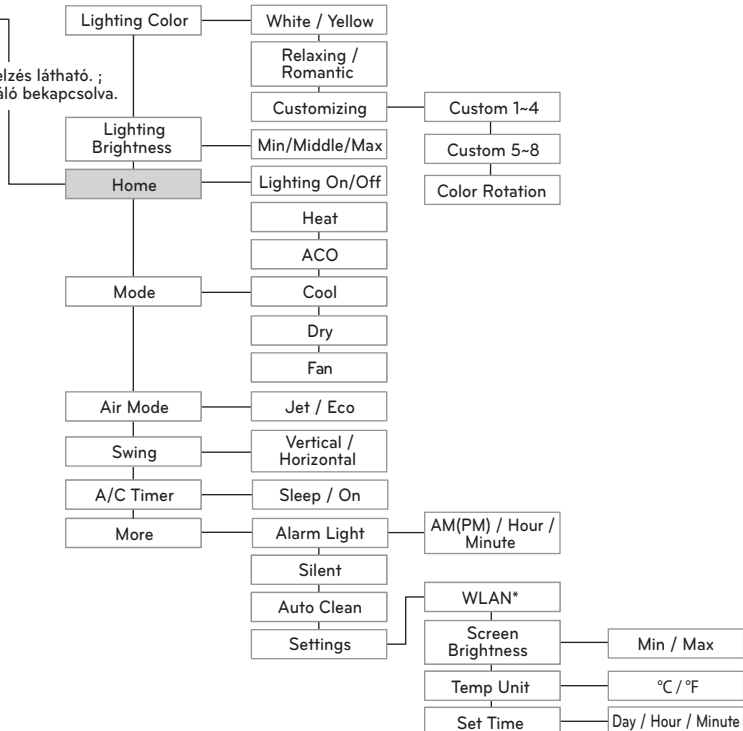 Lighting Color
White / Yellow
Relaxing /
Romantic
Customizing
Custom 1~4
Custom 5~8
Color Rotation
látható. ;
bekapcsolva.
Lighting
Brightness
Min/Middle/Max
Home
Lighting On/Off
Mode
Heat
ACO
Cool
Dry
Fan
Air Mode
Jet / Eco
Swing
Vertical /
Horizontal
A/C Timer
Sleep / On
More
Alarm Light
AM(PM) / Hour /
Minute
Silent
Auto Clean
Settings
WLAN*
Screen
Brightness
Min / Max
Temp Unit
°C / °F
Set Time
Day / Hour / Minute